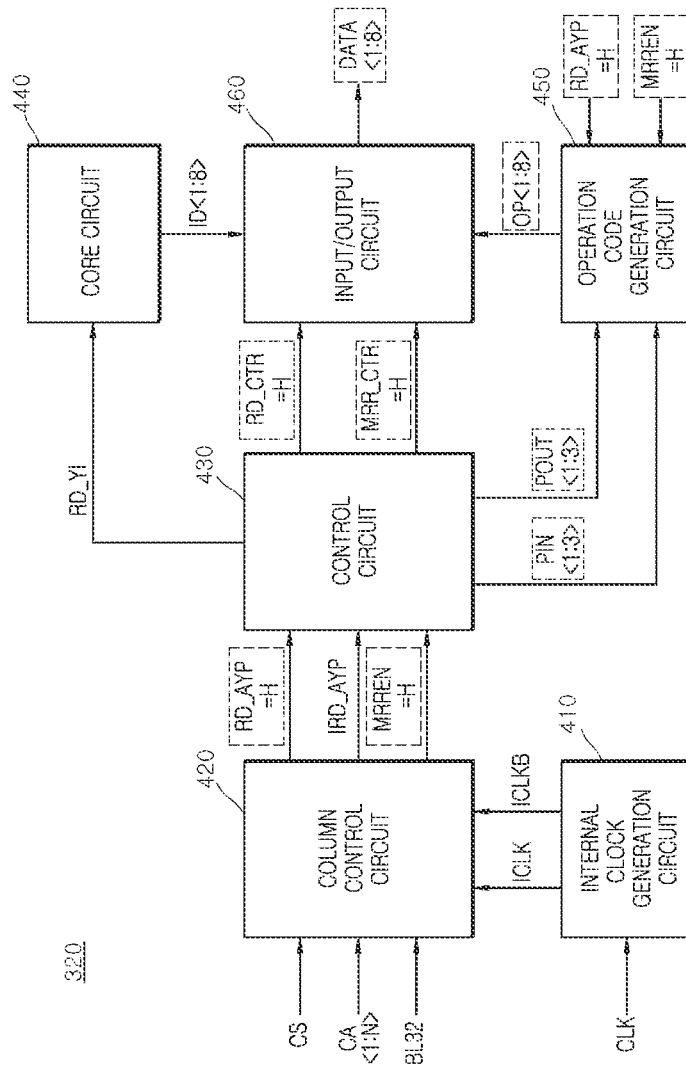 320
CS
CA
<1:N>
BL32
CLK
420
COLUMN
CONTROL
CIRCUIT
410
INTERNAL
CLOCK
GENERATION
CIRCUIT
ICLK
ICLKB
RD_AYP
=H
IRD_AYP
MRREN
=H
430
CONTROL
CIRCUIT
RD_YI
RD_CTR
=H
MRR_CTR
=H
PIN
<1:3>
POUT
<1:3>
440
CORE CIRCUIT
ID<1:8>
460
INPUT/OUTPUT
CIRCUIT
DATA
<1:8>
OP<1:8>
450
OPERATION
CODE
GENERATION
CIRCUIT
RD_AYP
=H
MRREN
=H